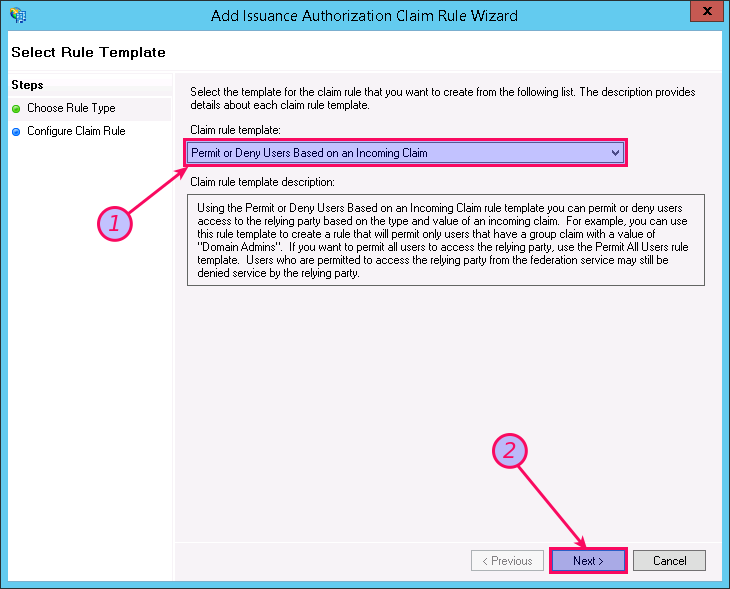 Add Issuance Authorization Claim Rule Wizard
x
Select Rule Template
Steps
Choose Rule Type
Configure Claim Rule
Select the template for the claim rule that you want to create from the following list. The description provides
details about each claim rule template.
Claim rule template:
Permit or Deny Users Based on an Incoming Claim
Claim rule template description:
Using the Permit or Deny Users Based on an Incoming Claim rule template you can permit or deny users
access to the relying party based on the type and value of an incoming claim. For example, you can use
this rule template to create a rule that will permit only users that have a group claim with a value of
"Domain Admins". If you want to permit all users to access the relying party, use the Permit All Users rule
template. Users who are permitted to access the relying party from the federation service may still be
denied service by the relying party.
1
2
< Previous
Next >
Cancel